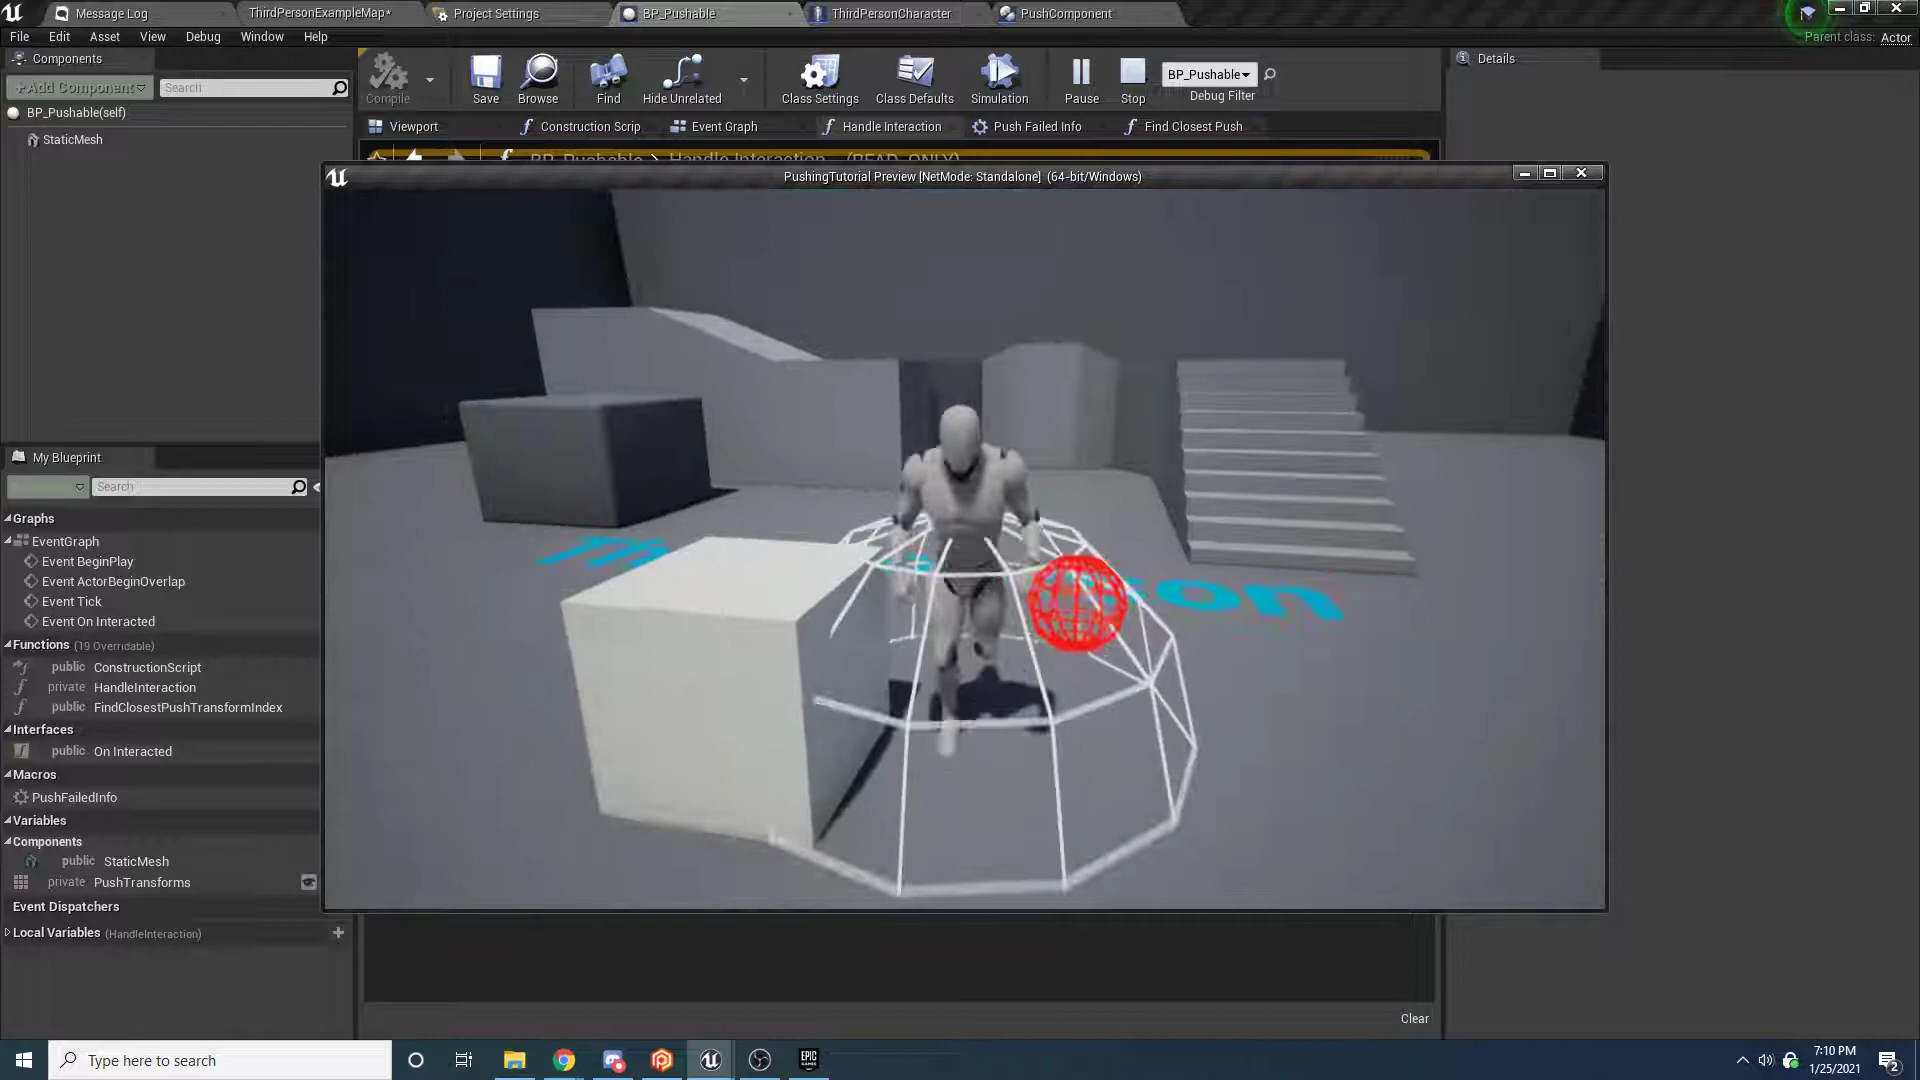 Message Log
ThirdPersonExampleMap*
Project Settings
BP_Pushable
ThirdPersonCharacter
PushComponent
File
Edit
Asset
View
Debug
Window
Help
Parent class: Actor
Components
Details
+Add Component
Search
Compile
Save
Browse
Find
Hide Unrelated
Class Settings
Class Defaults
Simulation
Pause
Stop
BP_Pushable
Debug Filter
BP_Pushable(self)
StaticMesh
Viewport
Construction Scrip
Event Graph
Handle Interaction
Push Failed Info
Find Closest Push
BP_Pushable > Handle Interaction (READ_ONLY)
PushingTutorial Preview [NetMode: Standalone] (64-bit/Windows)
My Blueprint
Search
Graphs
EventGraph
Event BeginPlay
Event ActorBeginOverlap
Event Tick
Event On Interacted
Functions (19 Overridable)
public ConstructionScript
private HandleInteraction
public FindClosestPushTransformIndex
Interfaces
public On Interacted
Macros
PushFailedInfo
Variables
Components
public StaticMesh
private PushTransforms
Event Dispatchers
Local Variables (HandleInteraction)
Clear
Type here to search
EPIC
GAMES
7:10 PM
1/25/2021
2